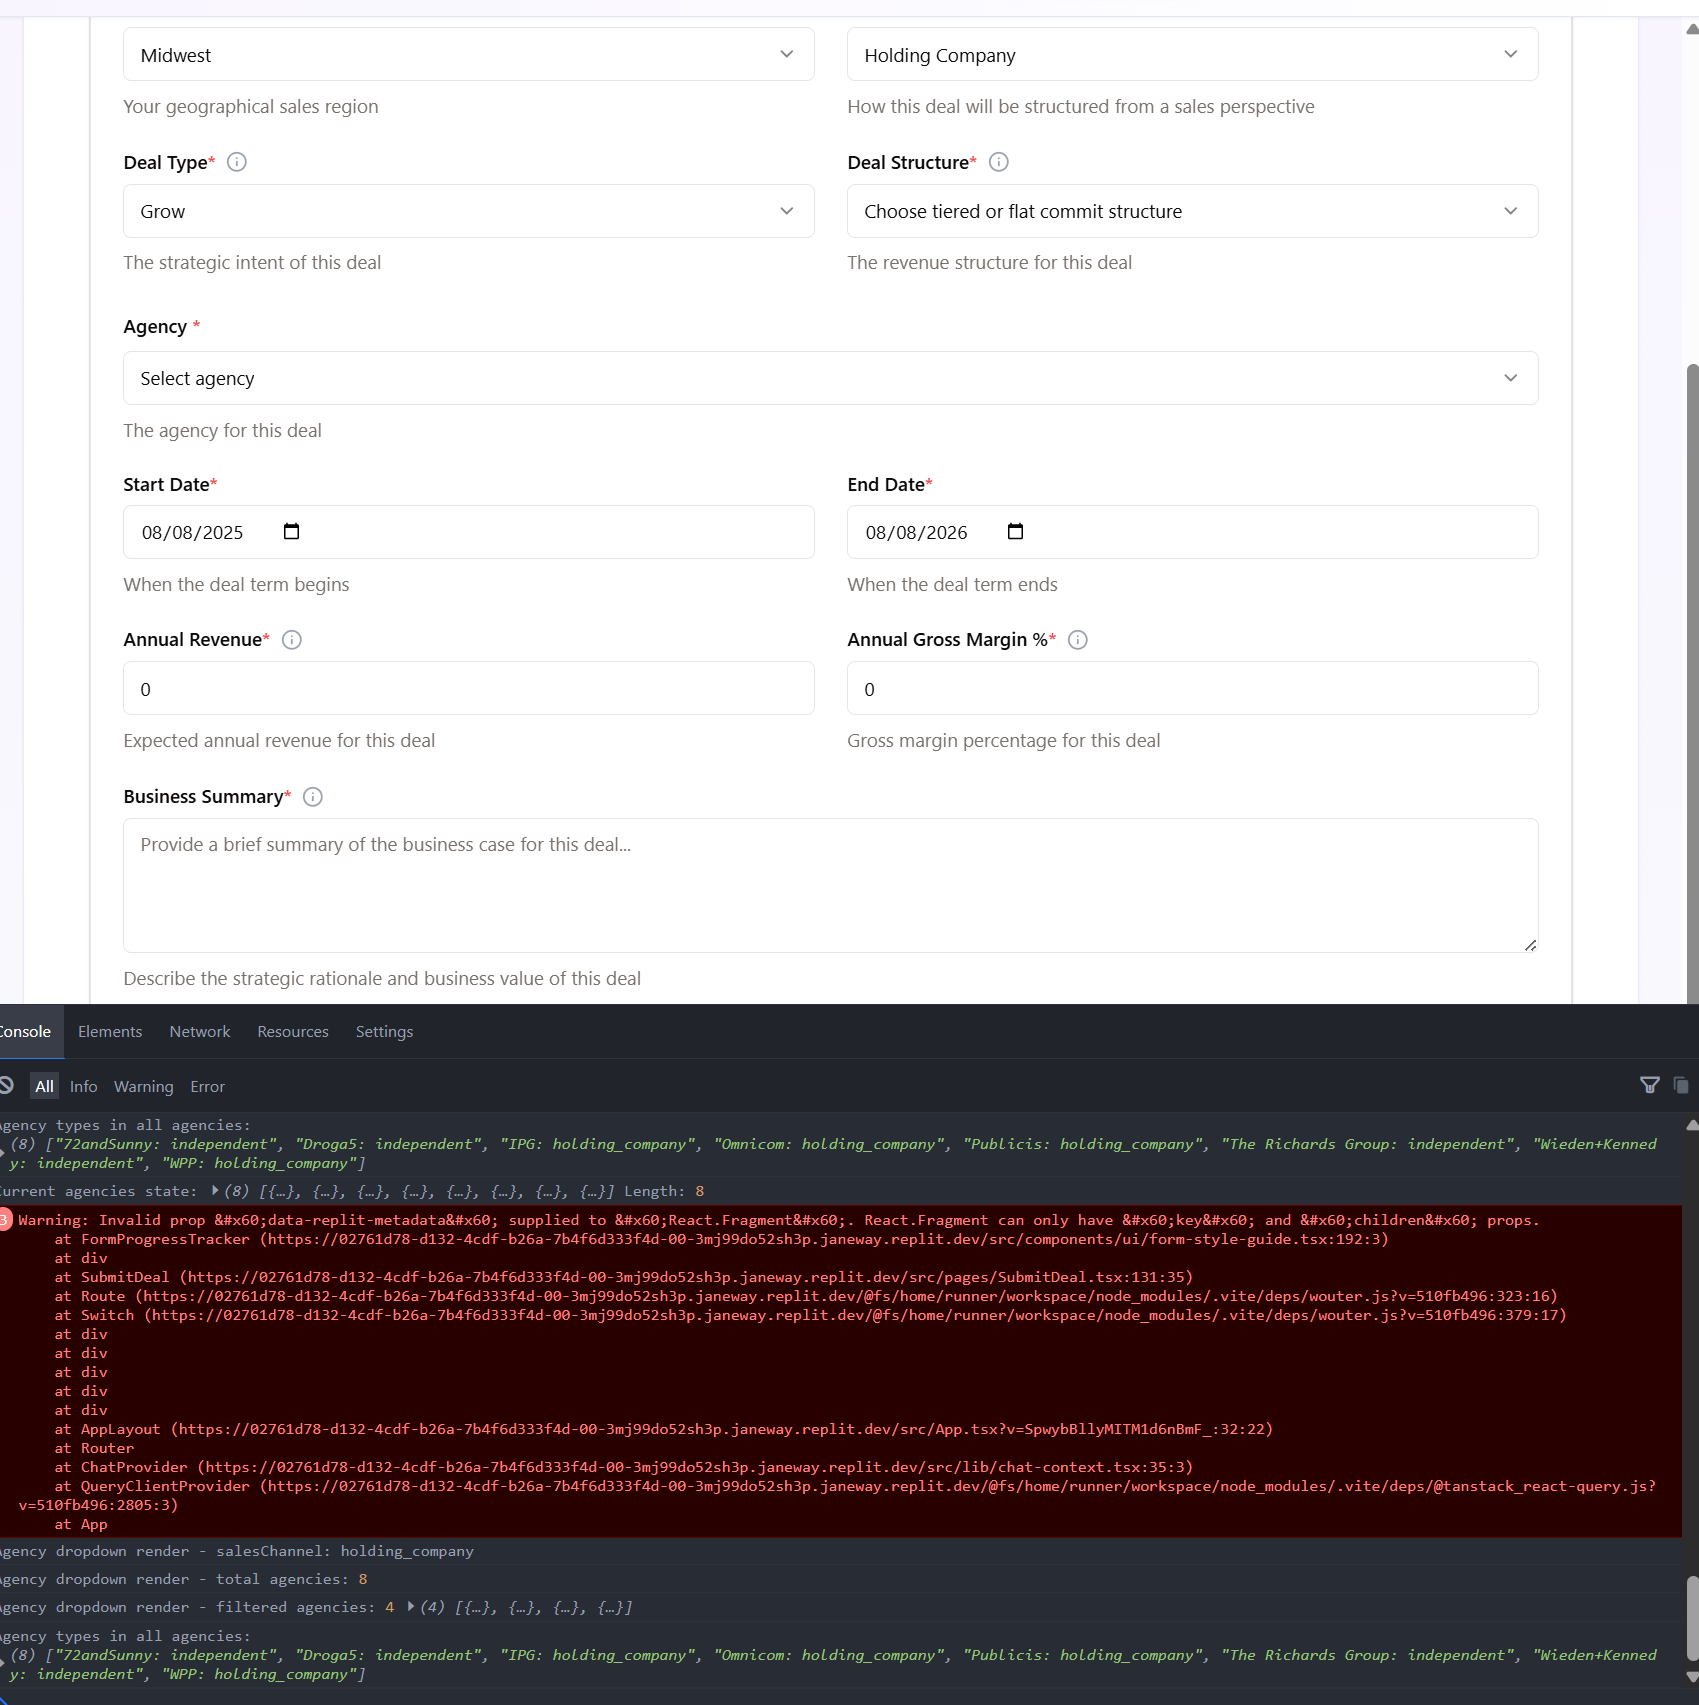 Midwest
Holding Company
Your geographical sales region
How this deal will be structured from a sales perspective
Deal Type*
Deal Structure*
Grow
Choose tiered or flat commit structure
The strategic intent of this deal
The revenue structure for this deal
Agency *
Select agency
The agency for this deal
Start Date*
End Date*
08/08/2025
08/08/2026
When the deal term begins
When the deal term ends
Annual Revenue*
Annual Gross Margin %*
0
0
Expected annual revenue for this deal
Gross margin percentage for this deal
Business Summary*
Provide a brief summary of the business case for this deal...
Describe the strategic rationale and business value of this deal
Console Elements Network Resources Settings
All Info Warning Error
Agency types in all agencies:
(8) ["72andSunny: independent", "Droga5: independent", "IPG: holding_company", "Omnicom: holding_company", "Publicis: holding_company", "The Richards Group: independent", "Wieden+Kenned
y: independent", "WPP: holding_company"]
Current agencies state: (8) [{…}, {…}, {…}, {…}, {…}, {…}, {…}, {…}] Length: 8
3 Warning: Invalid prop &#x60;data-replit-metadata&#x60; supplied to &#x60;React.Fragment&#x60;. React.Fragment can only have &#x60;key&#x60; and &#x60;children&#x60; props.
at FormProgressTracker (https://02761d78-d132-4cdf-b26a-7b4f6d333f4d-00-3mj99do52sh3p.janeway.replit.dev/src/components/ui/form-style-guide.tsx:192:3)
at div
at SubmitDeal (https://02761d78-d132-4cdf-b26a-7b4f6d333f4d-00-3mj99do52sh3p.janeway.replit.dev/src/pages/SubmitDeal.tsx:131:35)
at Route (https://02761d78-d132-4cdf-b26a-7b4f6d333f4d-00-3mj99do52sh3p.janeway.replit.dev/@fs/home/runner/workspace/node_modules/.vite/deps/wouter.js?v=510fb496:323:16)
at Switch (https://02761d78-d132-4cdf-b26a-7b4f6d333f4d-00-3mj99do52sh3p.janeway.replit.dev/@fs/home/runner/workspace/node_modules/.vite/deps/wouter.js?v=510fb496:379:17)
at div
at div
at div
at div
at div
at AppLayout (https://02761d78-d132-4cdf-b26a-7b4f6d333f4d-00-3mj99do52sh3p.janeway.replit.dev/src/App.tsx?v=SpwybBllyMITM1d6nBmF_:32:22)
at Router
at ChatProvider (https://02761d78-d132-4cdf-b26a-7b4f6d333f4d-00-3mj99do52sh3p.janeway.replit.dev/src/lib/chat-context.tsx:35:3)
at QueryClientProvider (https://02761d78-d132-4cdf-b26a-7b4f6d333f4d-00-3mj99do52sh3p.janeway.replit.dev/@fs/home/runner/workspace/node_modules/.vite/deps/@tanstack_react-query.js?
v=510fb496:2805:3)
at App
Agency dropdown render - salesChannel: holding_company
Agency dropdown render - total agencies: 8
Agency dropdown render - filtered agencies: 4 (4) [{…}, {…}, {…}, {…}]
Agency types in all agencies:
(8) ["72andSunny: independent", "Droga5: independent", "IPG: holding_company", "Omnicom: holding_company", "Publicis: holding_company", "The Richards Group: independent", "Wieden+Kenned
y: independent", "WPP: holding_company"]